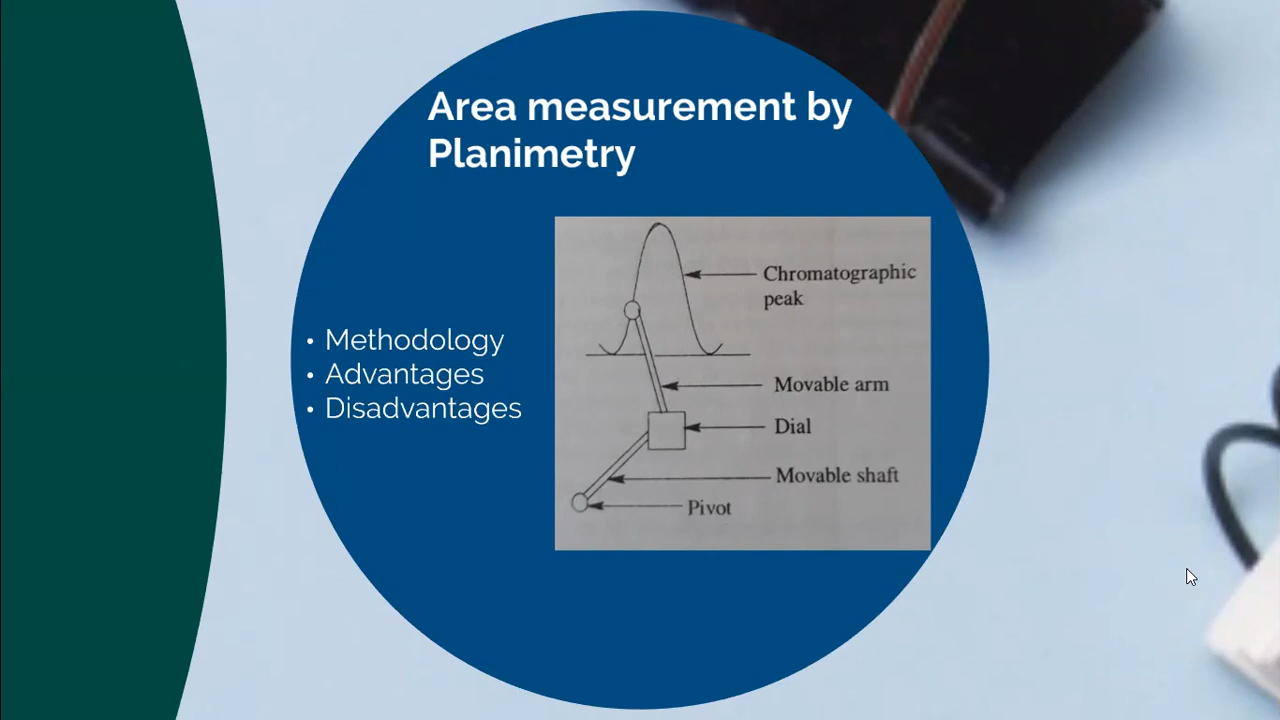 Area measurement by
Planimetry
• Methodology
• Advantages
• Disadvantages
Chromatographic
peak
Movable arm
Dial
Movable shaft
Pivot